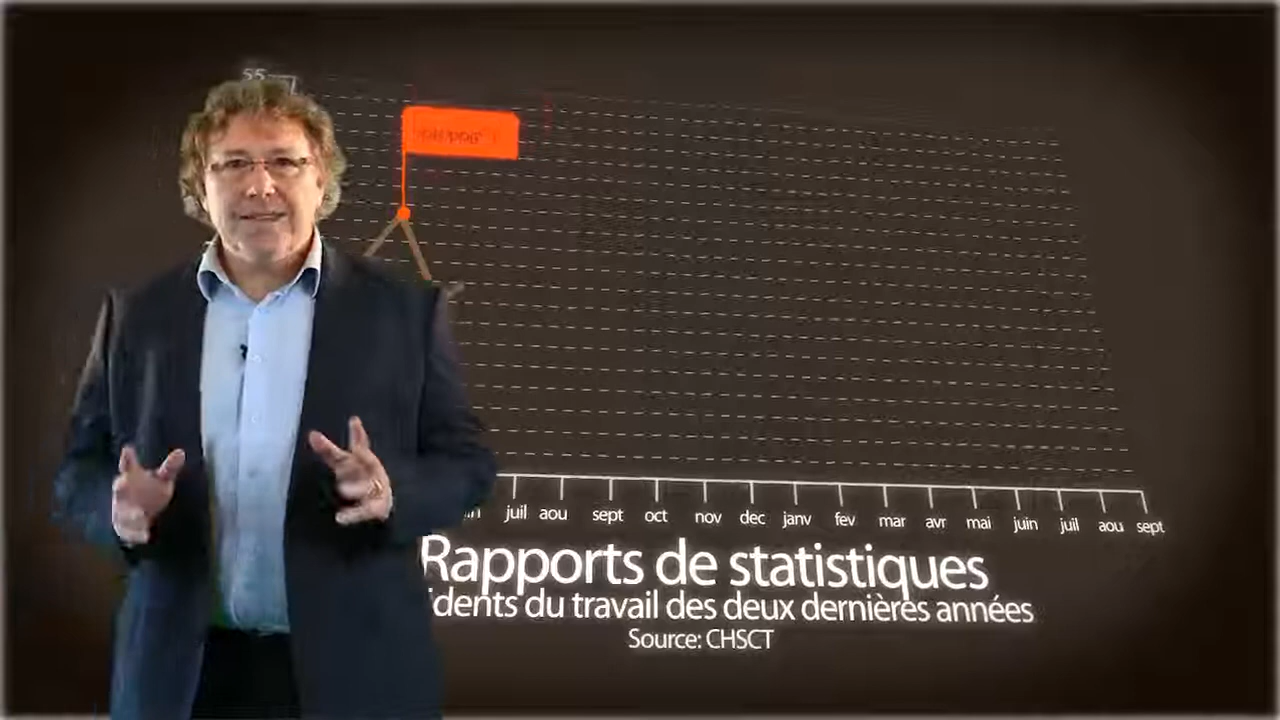 55
juil aou sept oct nov dec janv fev mar avr mai juin juil aou sept
Rapports de statistiques
idents du travail des deux dernières années
Source: CHSCT